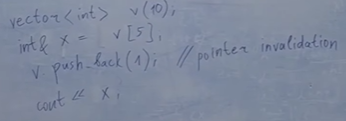 vector<int> v(10);
int& x = v[5];
v.push_back(1); // pointer invalidation
cout << x;